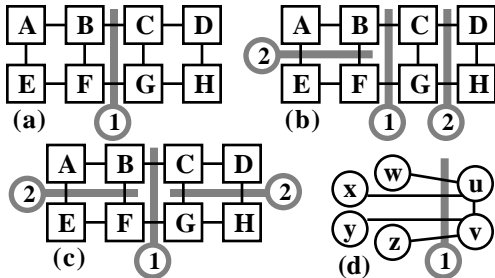 A B C D
E F G H
1
(a)
A B C D
2
E F G H
1 2
(b)
A B C D
2 2
E F G H
1
(c)
w u
x
y v
z
1
(d)